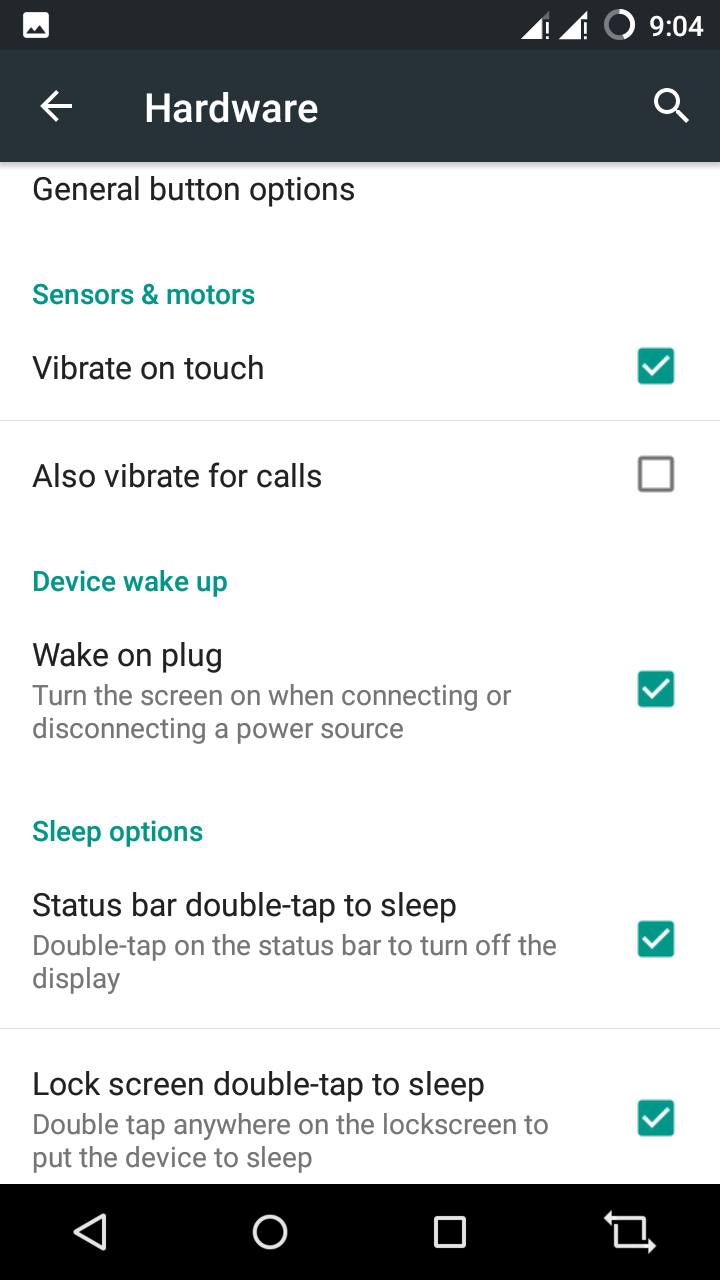 9:04
Hardware
General button options
Sensors & motors
Vibrate on touch
Also vibrate for calls
Device wake up
Wake on plug
Turn the screen on when connecting or
disconnecting a power source
Sleep options
Status bar double-tap to sleep
Double-tap on the status bar to turn off the
display
Lock screen double-tap to sleep
Double tap anywhere on the lockscreen to
put the device to sleep